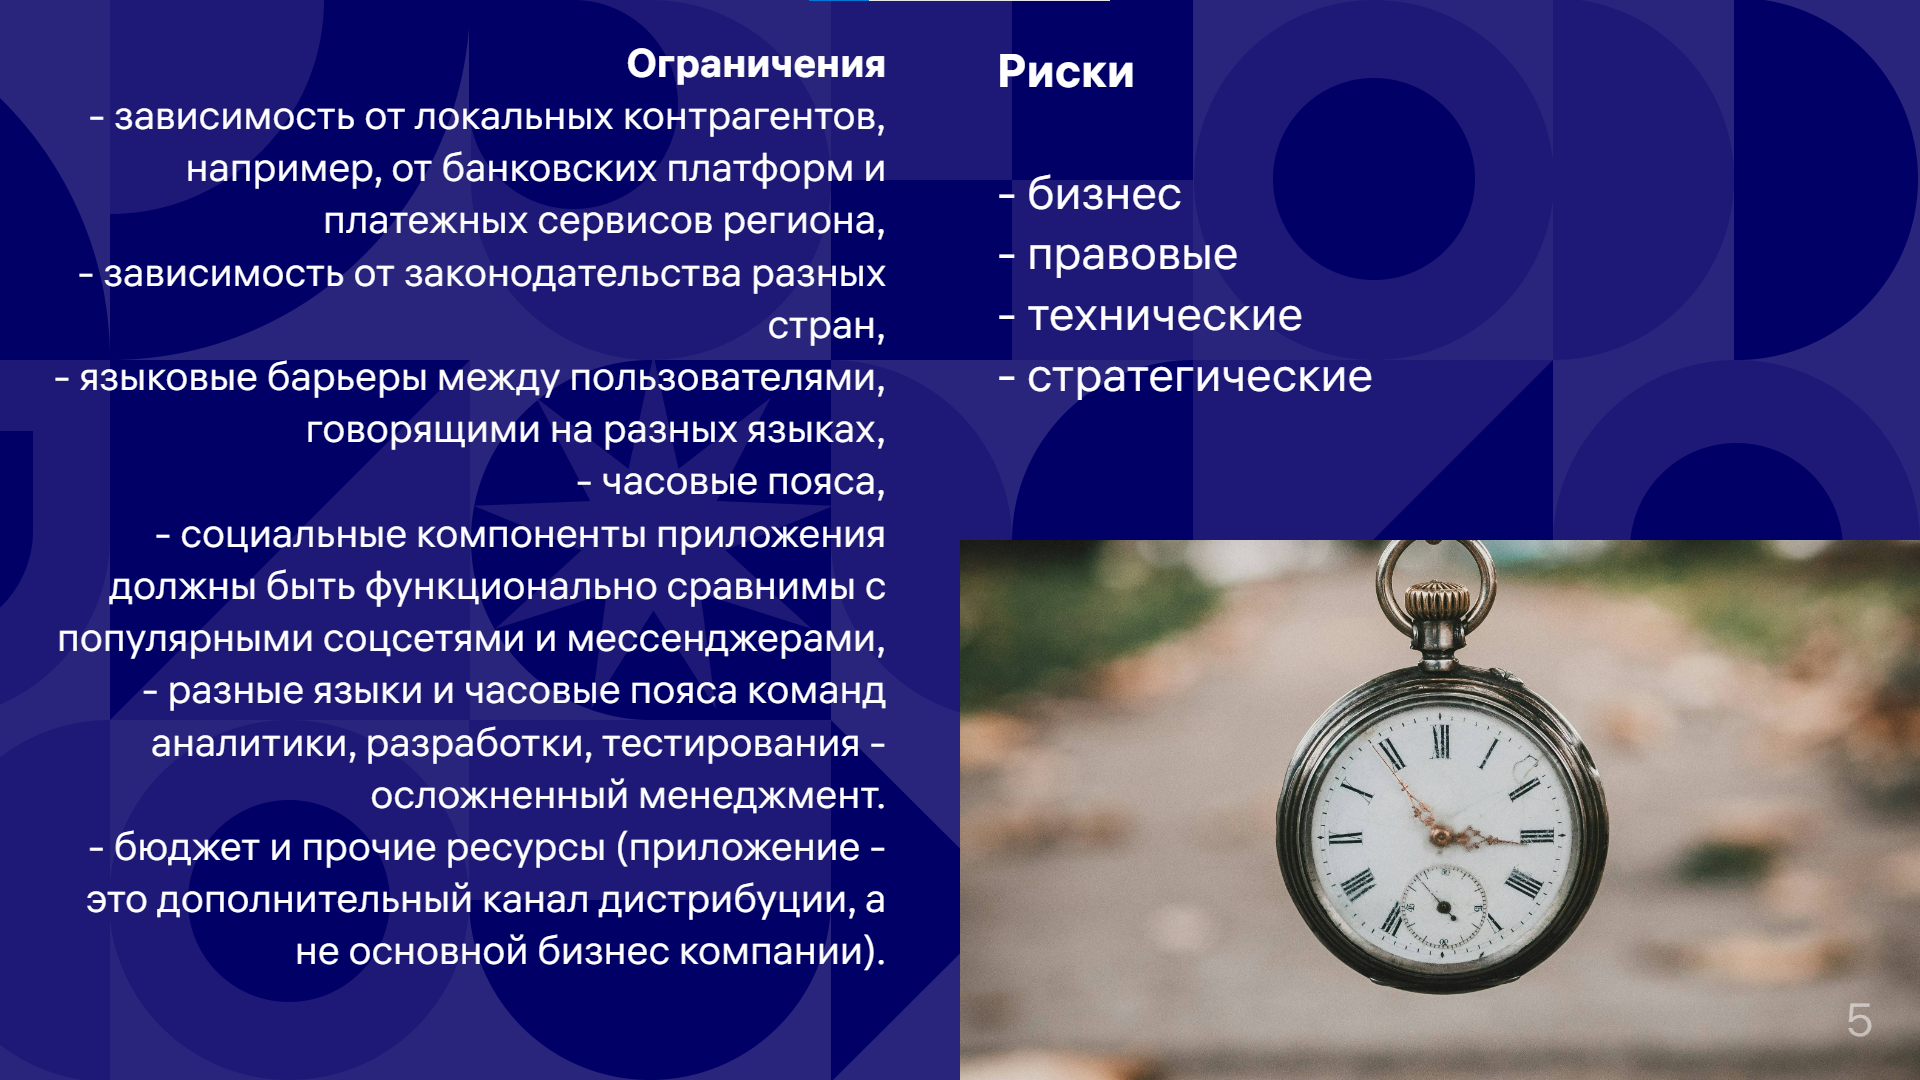 Ограничения
- зависимость от локальных контрагентов,
например, от банковских платформ и
платежных сервисов региона,
- зависимость от законодательства разных
стран,
- языковые барьеры между пользователями,
говорящими на разных языках,
- часовые пояса,
- социальные компоненты приложения
должны быть функционально сравнимы с
популярными соцсетями и мессенджерами,
- разные языки и часовые пояса команд
аналитики, разработки, тестирования -
осложненный менеджмент.
- бюджет и прочие ресурсы (приложение -
это дополнительный канал дистрибуции, а
не основной бизнес компании).
Риски
- бизнес
- правовые
- технические
- стратегические
5